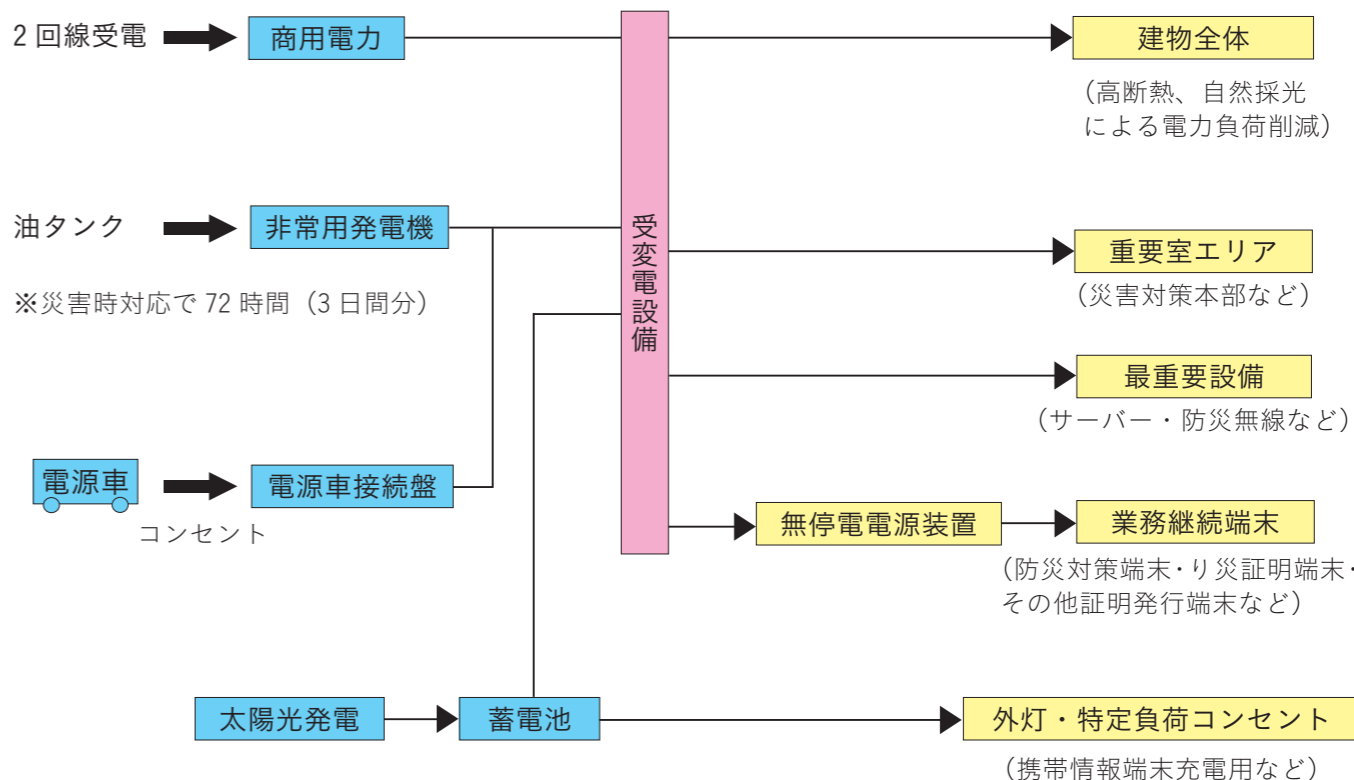 2 回線受電
商用電力
建物全体
(高断熱、自然採光
による電力負荷削減)
油タンク
非常用発電機
受変電設備
重要室エリア
(災害対策本部など)
※災害時対応で 72 時間(3 日間分)
最重要設備
(サーバー・防災無線など)
電源車
コンセント
電源車接続盤
無停電電源装置
業務継続端末
(防災対策端末・り災証明端末・
その他証明発行端末など)
太陽光発電
蓄電池
外灯・特定負荷コンセント
(携帯情報端末充電用など)